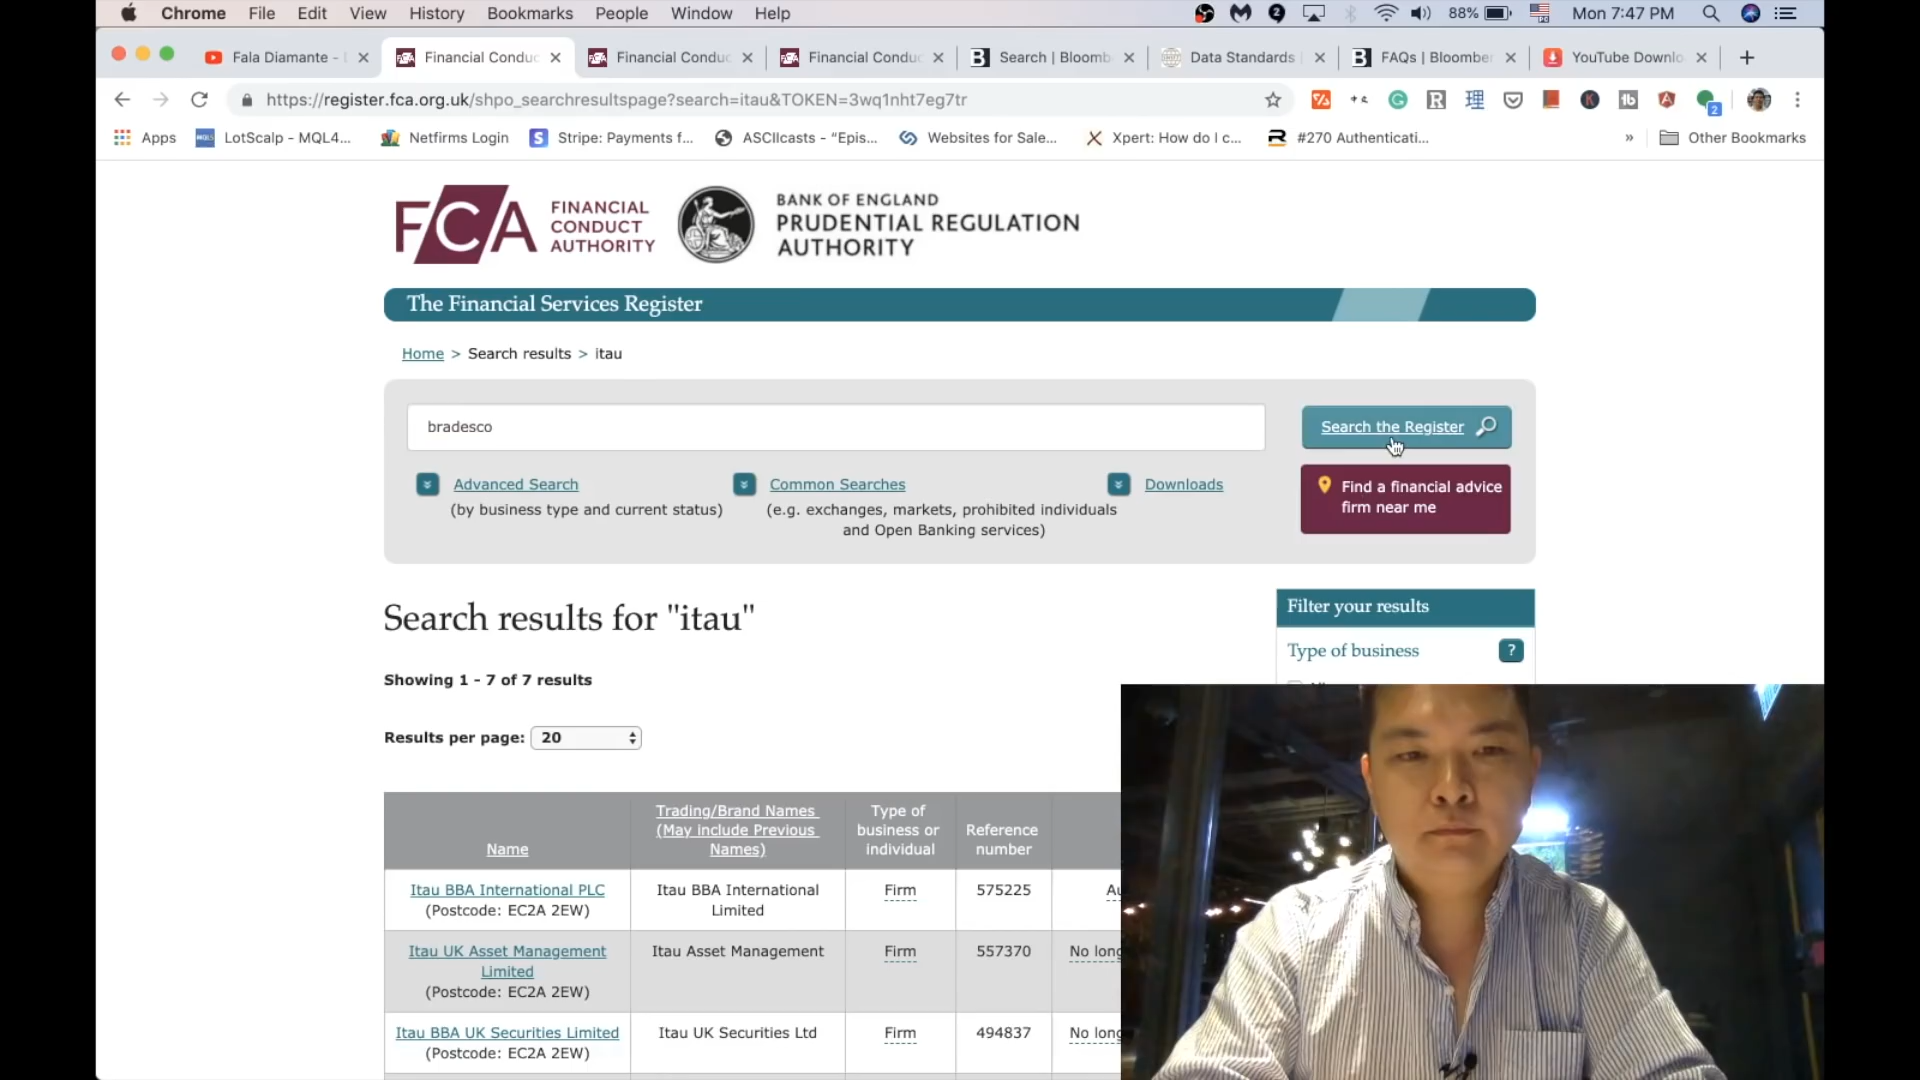 Chrome File Edit View History Bookmarks People Window Help 2 88% Mon 7:47 PM
Fala Diamante - Financial Conduc Financial Conduc Financial Conduc Search | Bloomb Data Standards FAQs | Bloomber YouTube Downlo
https://register.fca.org.uk/shpo_searchresultspage?search=itau&TOKEN=3wq1nht7eg7tr
Apps LotScalp - MQL4... Netfirms Login Stripe: Payments f... ASCIIcasts - “Epis... Websites for Sale... Xpert: How do I c... #270 Authenticati... » Other Bookmarks
FCA FINANCIAL CONDUCT AUTHORITY
BANK OF ENGLAND
PRUDENTIAL REGULATION
AUTHORITY
The Financial Services Register
Home > Search results > itau
bradesco
Search the Register
Advanced Search
(by business type and current status)
Common Searches
(e.g. exchanges, markets, prohibited individuals
and Open Banking services)
Downloads
Find a financial advice
firm near me
Search results for "itau"
Filter your results
Type of business ?
Showing 1 - 7 of 7 results
Results per page: 20
Name
Trading/Brand Names
(May include Previous
Names)
Type of
business or
individual
Reference
number
Itau BBA International PLC
(Postcode: EC2A 2EW)
Itau BBA International
Limited
Firm
575225
Itau UK Asset Management
Limited
(Postcode: EC2A 2EW)
Itau Asset Management
Firm
557370
No long
Itau BBA UK Securities Limited
(Postcode: EC2A 2EW)
Itau UK Securities Ltd
Firm
494837
No long